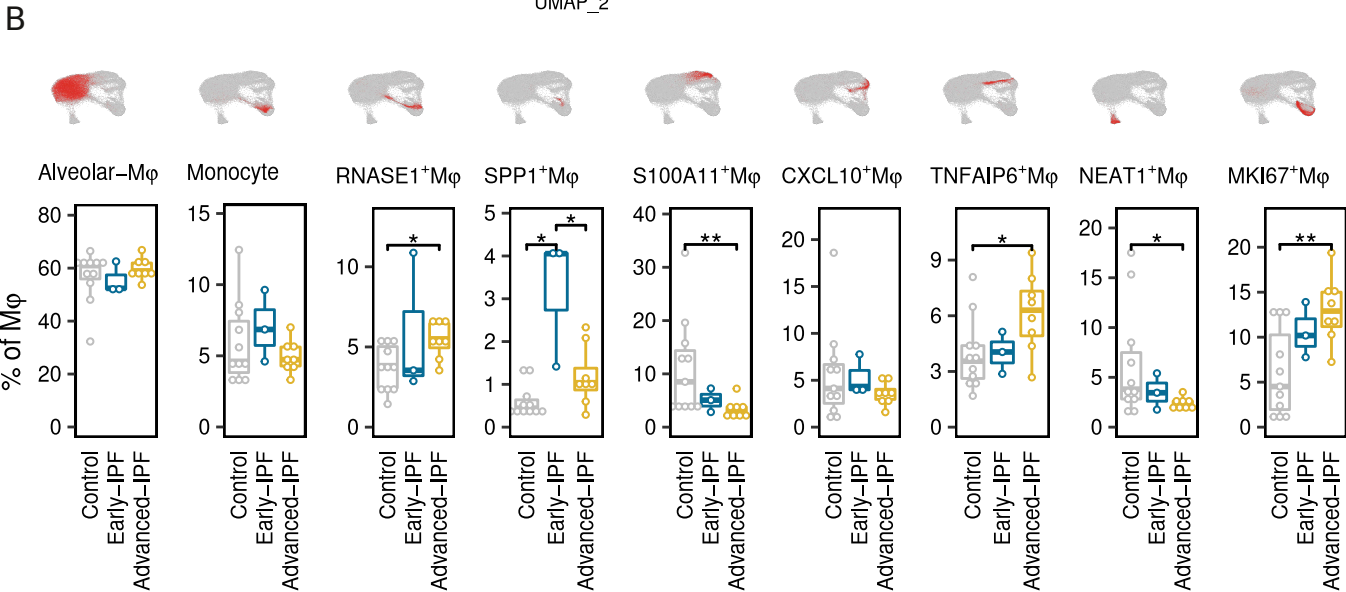 UMAP_2
B
Alveolar–Mφ Monocyte RNASE1⁺Mφ SPP1⁺Mφ S100A11⁺Mφ CXCL10⁺Mφ TNFAIP6⁺Mφ NEAT1⁺Mφ MKI67⁺Mφ
% of Mφ
80
60
40
20
0
Control
Early–IPF
Advanced–IPF
15
10
5
0
Control
Early–IPF
Advanced–IPF
*
10
5
0
Control
Early–IPF
Advanced–IPF
* *
5
4
3
2
1
0
Control
Early–IPF
Advanced–IPF
**
40
30
20
10
0
Control
Early–IPF
Advanced–IPF
20
15
10
5
0
Control
Early–IPF
Advanced–IPF
*
9
6
3
0
Control
Early–IPF
Advanced–IPF
*
20
15
10
5
0
Control
Early–IPF
Advanced–IPF
**
20
15
10
5
0
Control
Early–IPF
Advanced–IPF